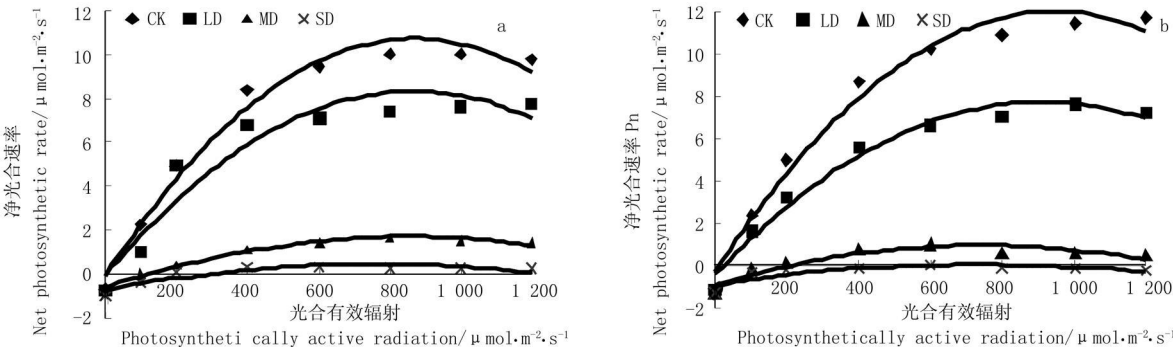 CK LD MD SD
a
12
10
8
6
4
2
0
-2
净光合速率
Net photosynthetic rate/μmol·m⁻²·s⁻¹
200 400 600 800 1 000 1 200
光合有效辐射
Photosyntheti cally active radiation/μmol·m⁻²·s⁻¹
CK LD MD SD
b
12
10
8
6
4
2
0
-2
净光合速率 Pn
Net photosynthetic rate/μmol·m⁻²·s⁻¹
200 400 600 800 1 000 1 200
光合有效辐射
Photosynthetically active radiation/μmol·m⁻²·s⁻¹